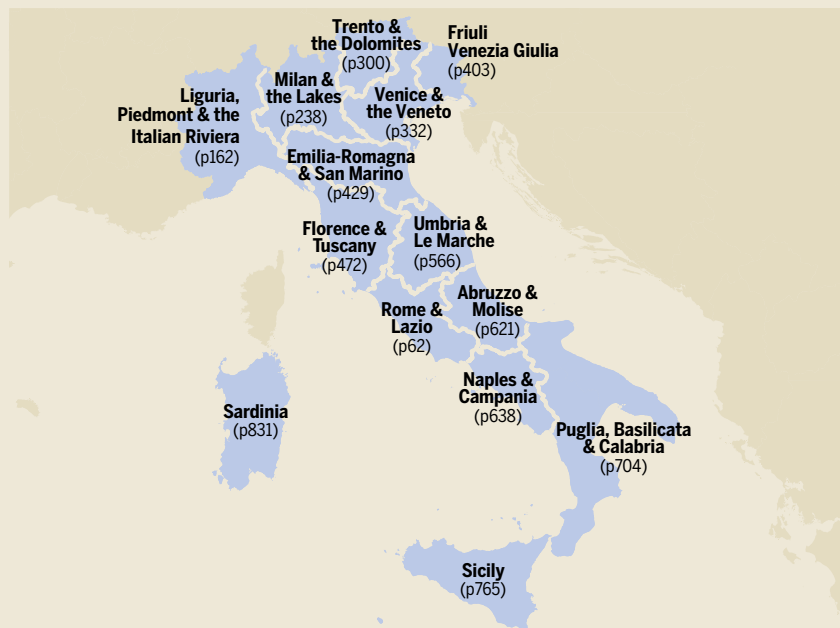 Trento &
the Dolomites
(p300)
Friuli
Venezia Giulia
(p403)
Milan &
the Lakes
(p238)
Venice &
the Veneto
(p332)
Liguria,
Piedmont & the
Italian Riviera
(p162)
Emilia-Romagna
& San Marino
(p429)
Florence &
Tuscany
(p472)
Umbria &
Le Marche
(p566)
Abruzzo &
Molise
(p621)
Rome &
Lazio
(p62)
Naples &
Campania
(p638)
Sardinia
(p831)
Puglia, Basilicata
& Calabria
(p704)
Sicily
(p765)